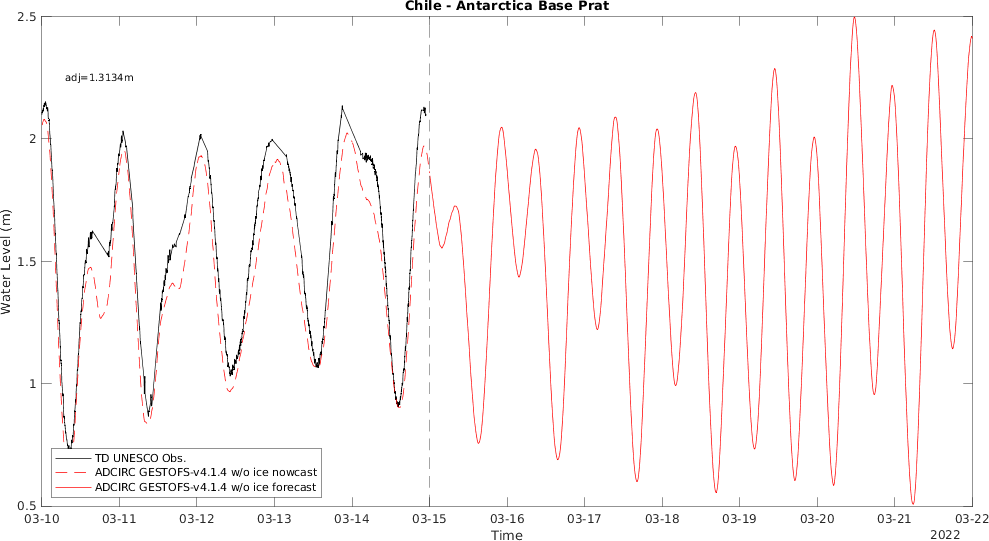 Chile - Antarctica Base Prat
2.5
adj=1.3134m
2
1.5
1
0.5
Water Level (m)
TD UNESCO Obs.
ADCIRC GESTOFS-v4.1.4 w/o ice nowcast
ADCIRC GESTOFS-v4.1.4 w/o ice forecast
03-10 03-11 03-12 03-13 03-14 03-15 03-16 03-17 03-18 03-19 03-20 03-21 03-22
Time
2022